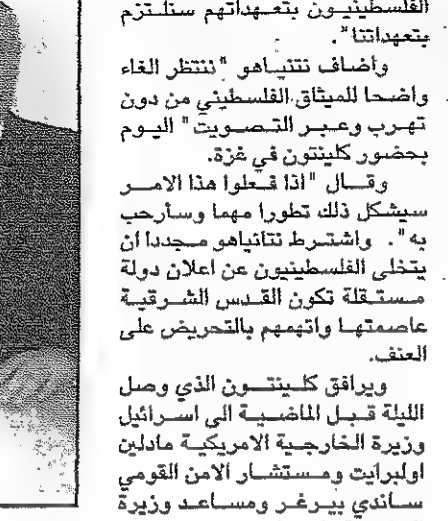 الفلسطينيون بتعهداتهم سنلتزم
بتعهداتنا".
واضاف نتنياهو "ننتظر الغاء
واضحا للميثاق الفلسطيني من دون
تهرب وعبر التصويت" اليوم
بحضور كلينتون في غزة.
وقال "اذا فعلوا هذا الامر
سيشكل ذلك تطورا مهما وسأرحب
به". واشترط نتانياهو مجددا ان
يتخلى الفلسطينيون عن اعلان دولة
مستقلة تكون القدس الشرقية
عاصمتها واتهمهم بالتحريض على
العنف.
ويرافق كلينتون الذي وصل
الليلة قبل الماضية الى اسرائيل
وزيرة الخارجية الامريكية مادلين
اولبرايت ومستشار الامن القومي
ساندي بيرغر ومساعد وزيرة